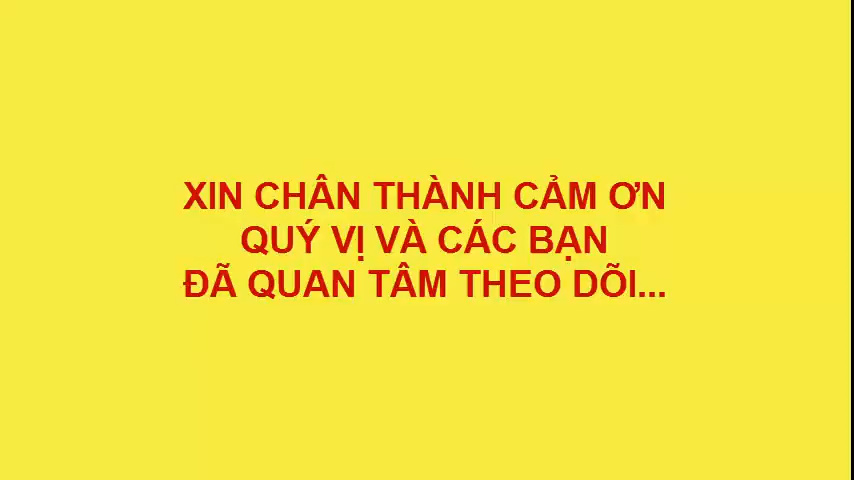 XIN CHÂN THÀNH CẢM ƠN
QUÝ VỊ VÀ CÁC BẠN
ĐÃ QUAN TÂM THEO DÕI...